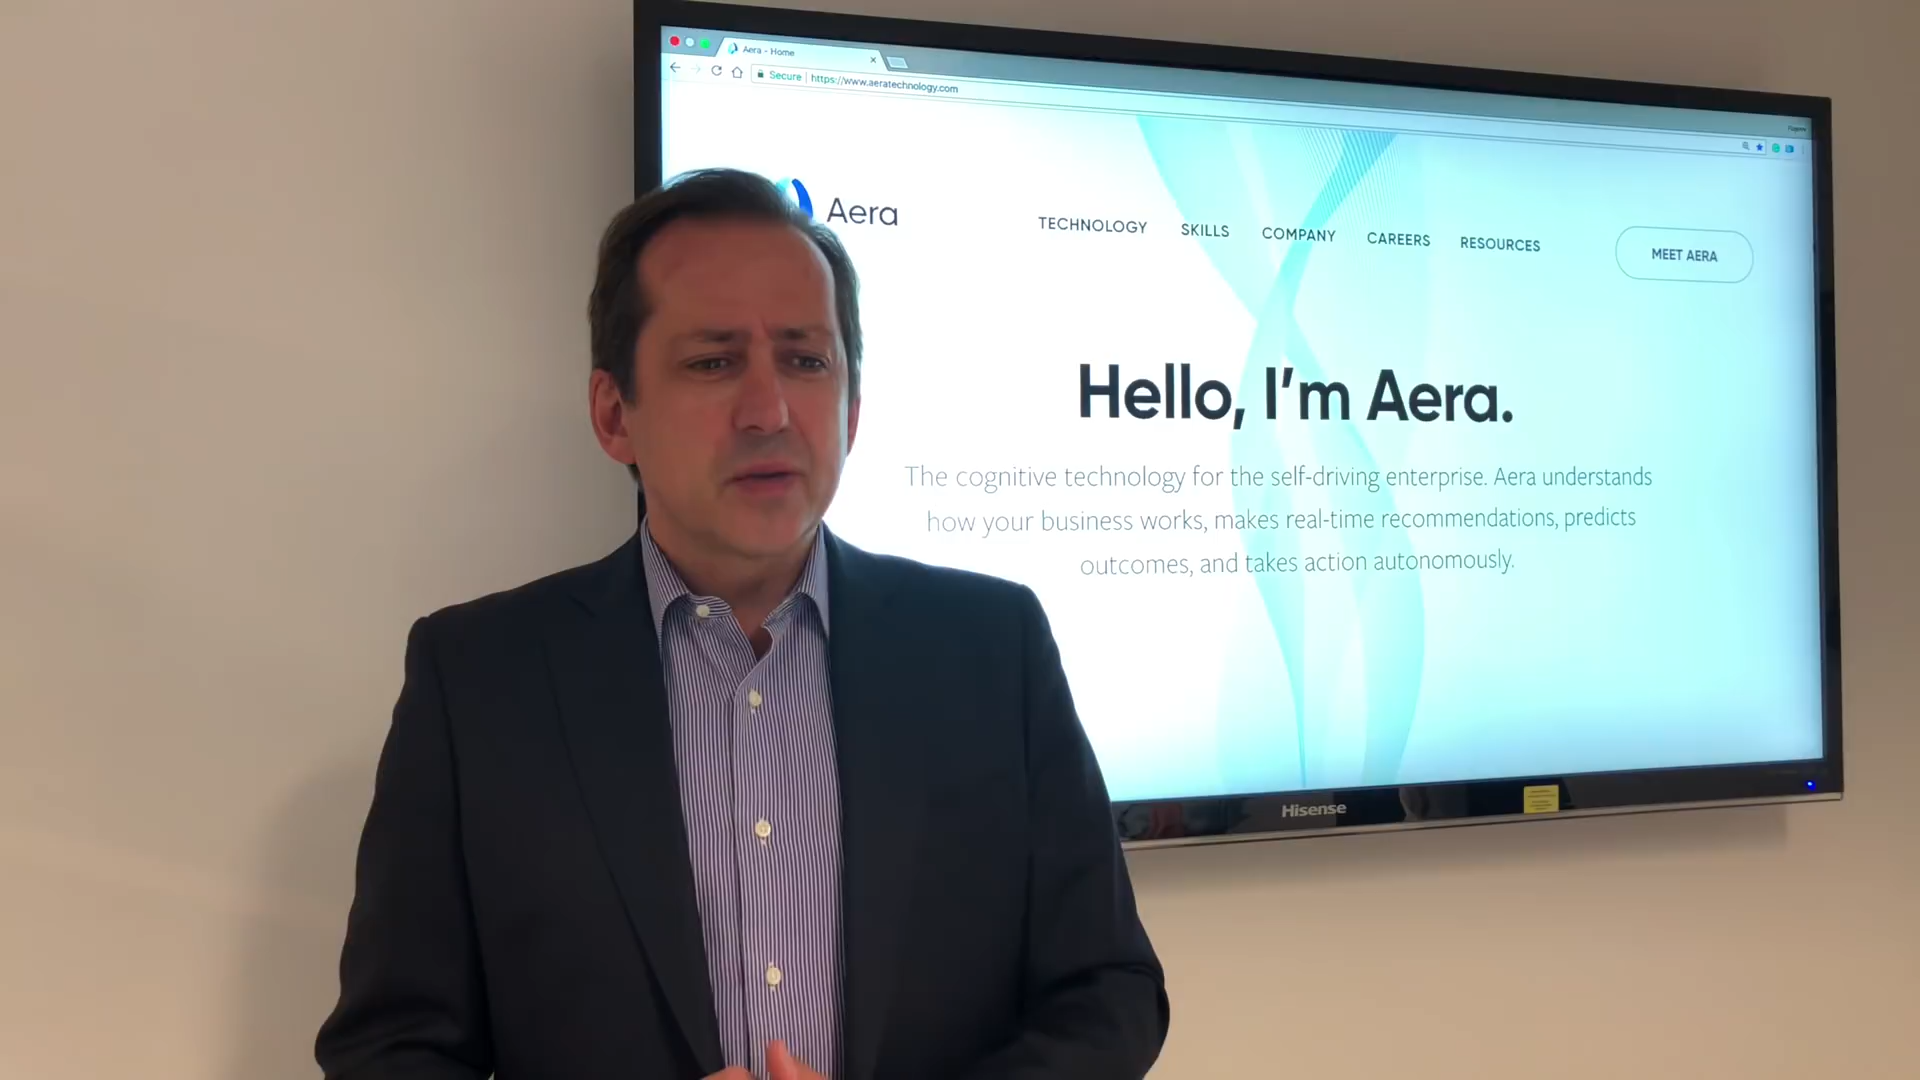 Aera - Home
Secure | https://www.aeratechnology.com
Aera
TECHNOLOGY SKILLS COMPANY CAREERS RESOURCES MEET AERA
Hello, I'm Aera.
The cognitive technology for the self-driving enterprise. Aera understands
how your business works, makes real-time recommendations, predicts
outcomes, and takes action autonomously.
Hisense